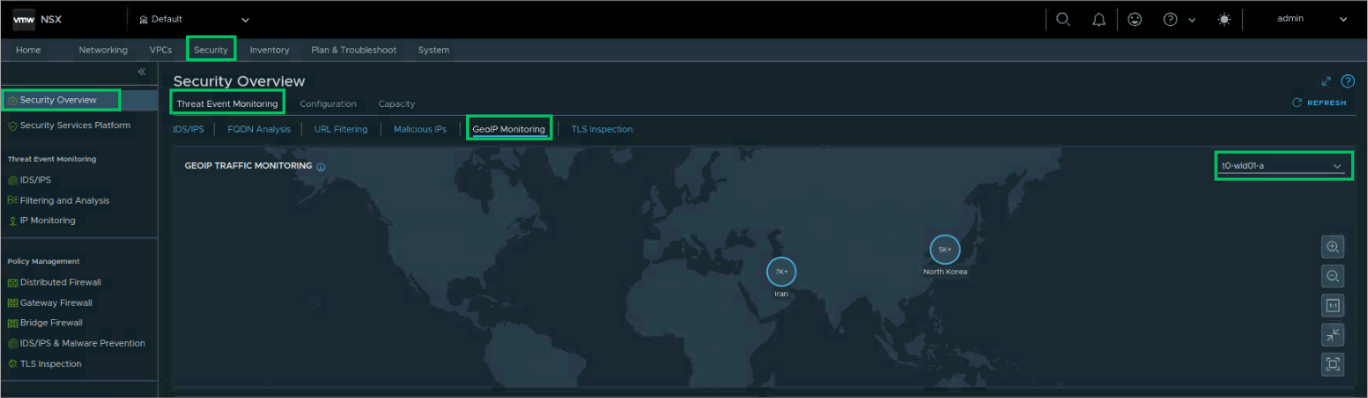 vmw NSX Default admin
Home Networking VPCs Security Inventory Plan & Troubleshoot System
Security Overview
Security Overview
Threat Event Monitoring Configuration Capacity
REFRESH
Security Services Platform
IDS/IPS FQDN Analysis URL Filtering Malicious IPs GeoIP Monitoring TLS Inspection
Threat Event Monitoring
GEOIP TRAFFIC MONITORING
t0-wld01-a
IDS/IPS
Filtering and Analysis
IP Monitoring
5K+
North Korea
7K+
Iran
1:1
Policy Management
Distributed Firewall
Gateway Firewall
Bridge Firewall
IDS/IPS & Malware Prevention
TLS Inspection